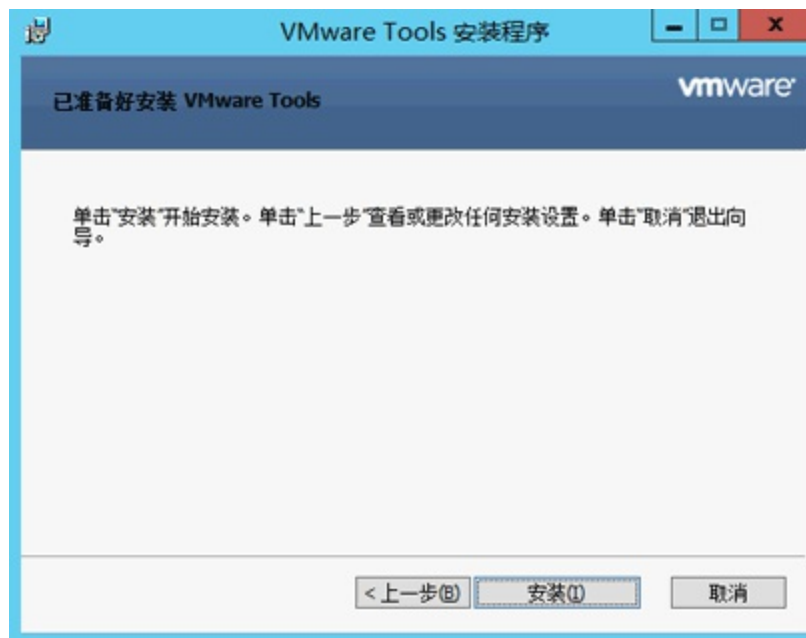 VMware Tools 安装程序
已准备好安装 VMware Tools
vmware
单击"安装"开始安装。单击"上一步"查看或更改任何安装设置。单击"取消"退出向
导。
<上一步(B)
安装(I)
取消